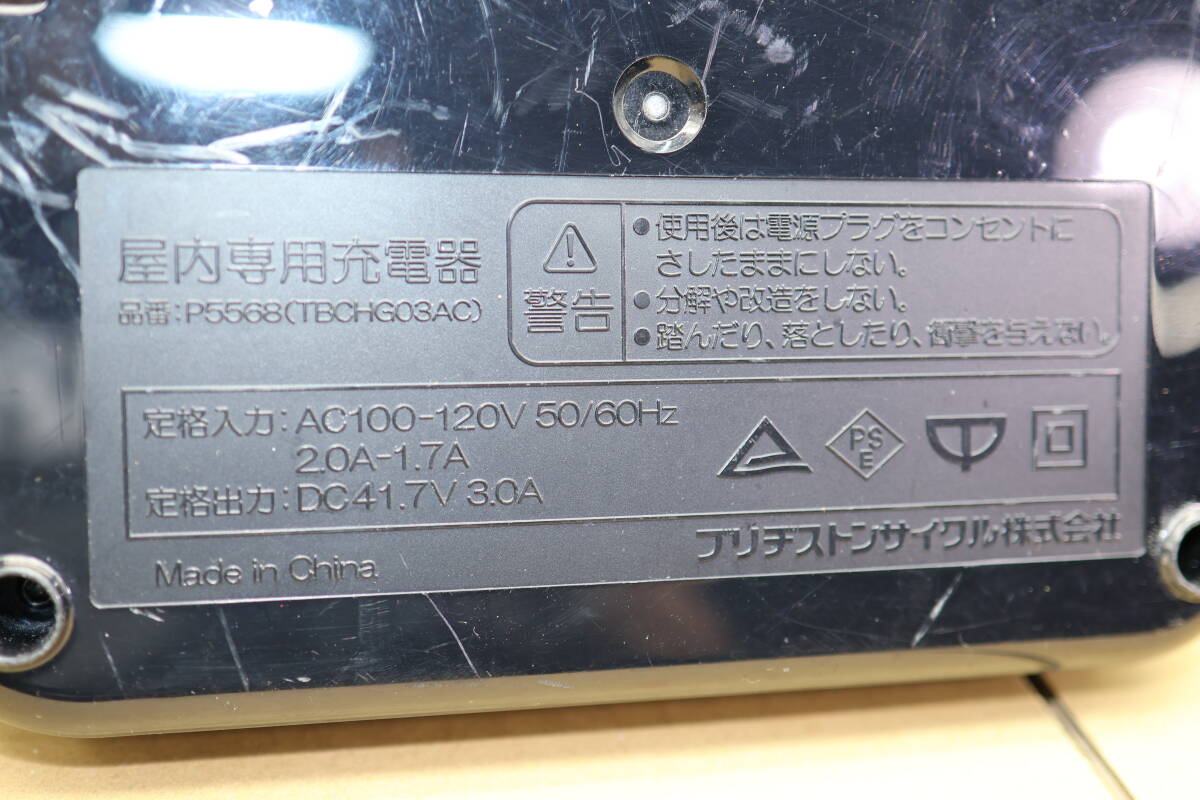 屋内専用充電器
品番:P5568(TBCHG03AC)
警告
●使用後は電源プラグをコンセントに
さしたままにしない。
●分解や改造をしない。
●踏んだり、落としたり、衝撃を与えない。
定格入力:AC100-120V 50/60Hz
2.0A-1.7A
定格出力:DC41.7V 3.0A
PS
E
ブリヂストンサイクル株式会社
Made in China